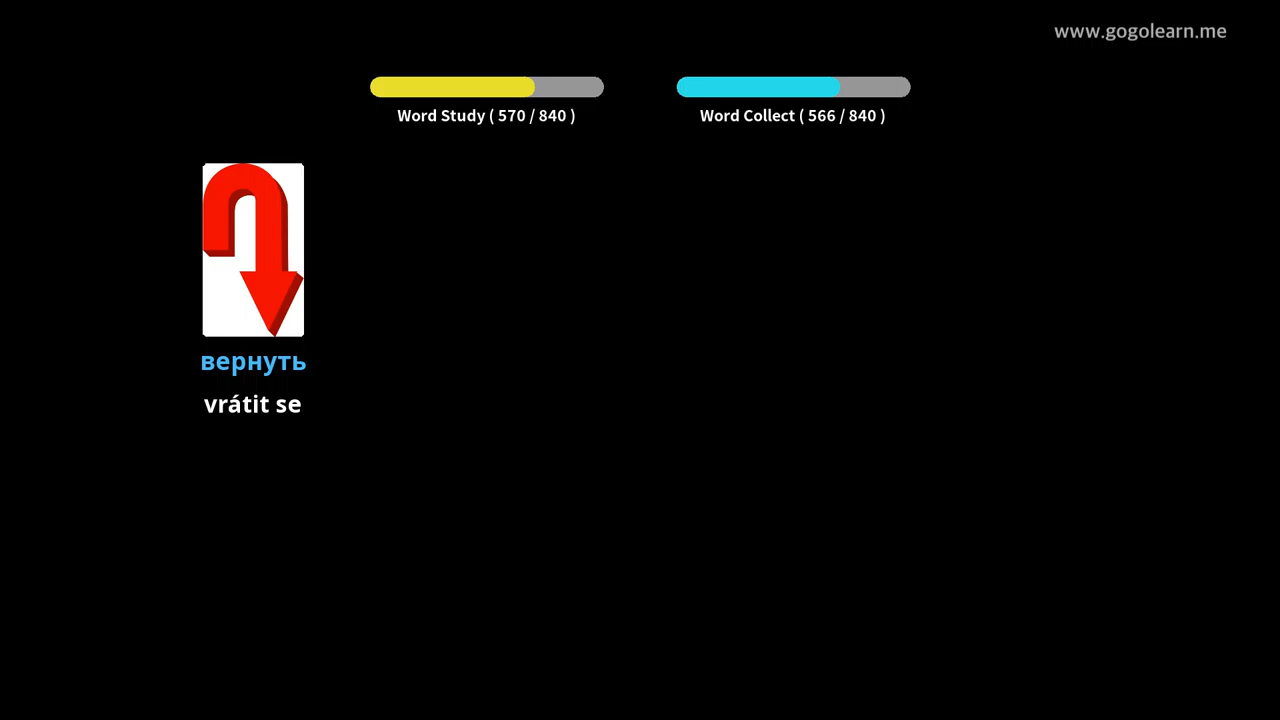 www.gogolearn.me
Word Study ( 570 / 840 )
Word Collect ( 566 / 840 )
вернуть
vrátit se